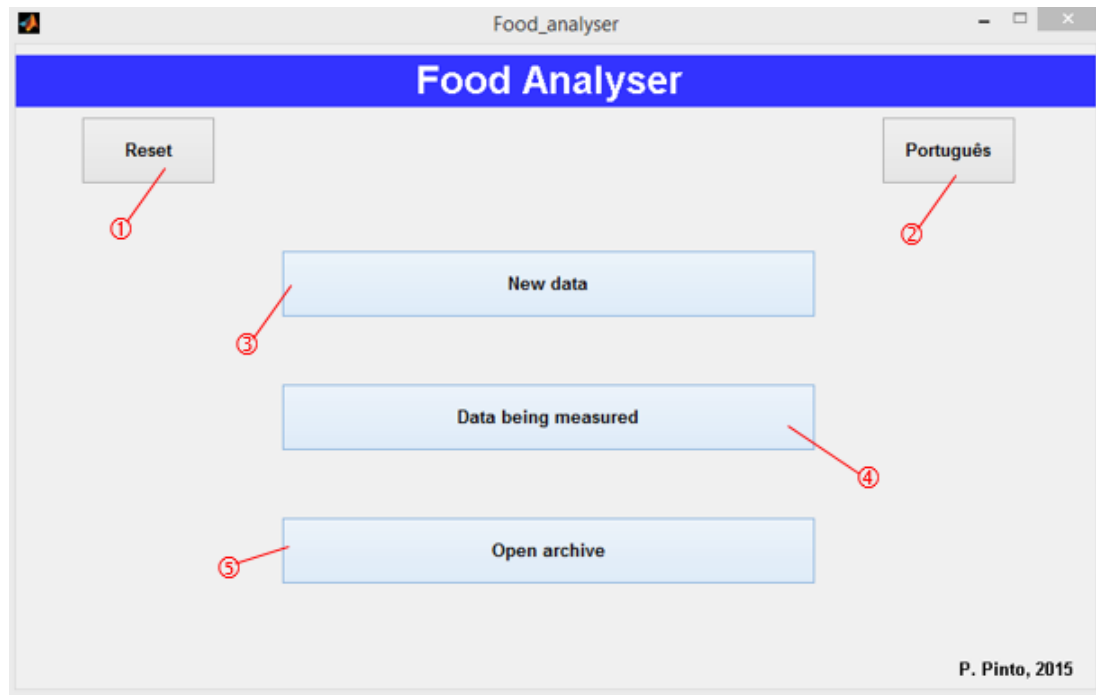 Food_analyser
Food Analyser
Reset
Português
①
②
New data
③
Data being measured
④
Open archive
⑤
P. Pinto, 2015